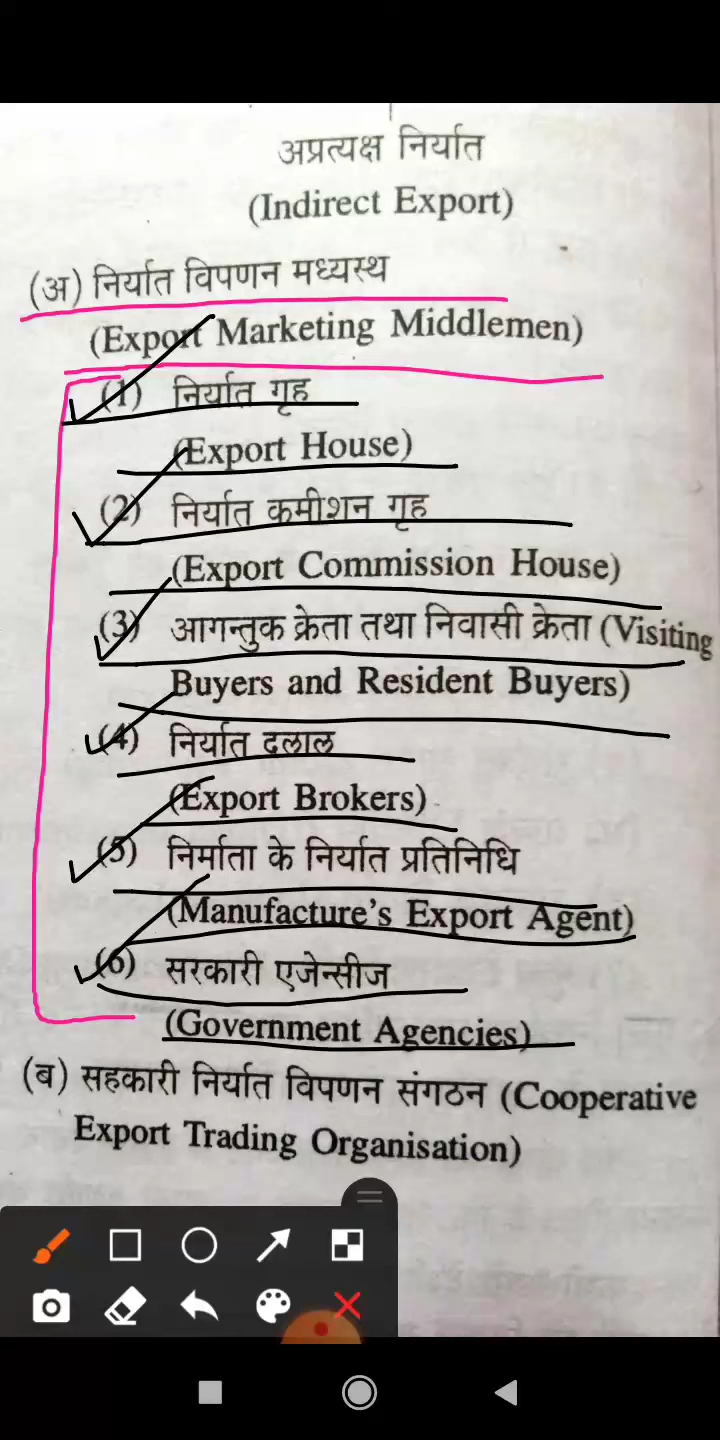 अप्रत्यक्ष निर्यात
(Indirect Export)
(अ) निर्यात विपणन मध्यस्थ
(Export Marketing Middlemen)
(1) निर्यात गृह
(Export House)
(2) निर्यात कमीशन गृह
(Export Commission House)
(3) आगन्तुक क्रेता तथा निवासी क्रेता (Visiting
Buyers and Resident Buyers)
(4) निर्यात दलाल
(Export Brokers)
(5) निर्माता के निर्यात प्रतिनिधि
(Manufacture's Export Agent)
(6) सरकारी एजेन्सीज
(Government Agencies)
(ब) सहकारी निर्यात विपणन संगठन (Cooperative
Export Trading Organisation)